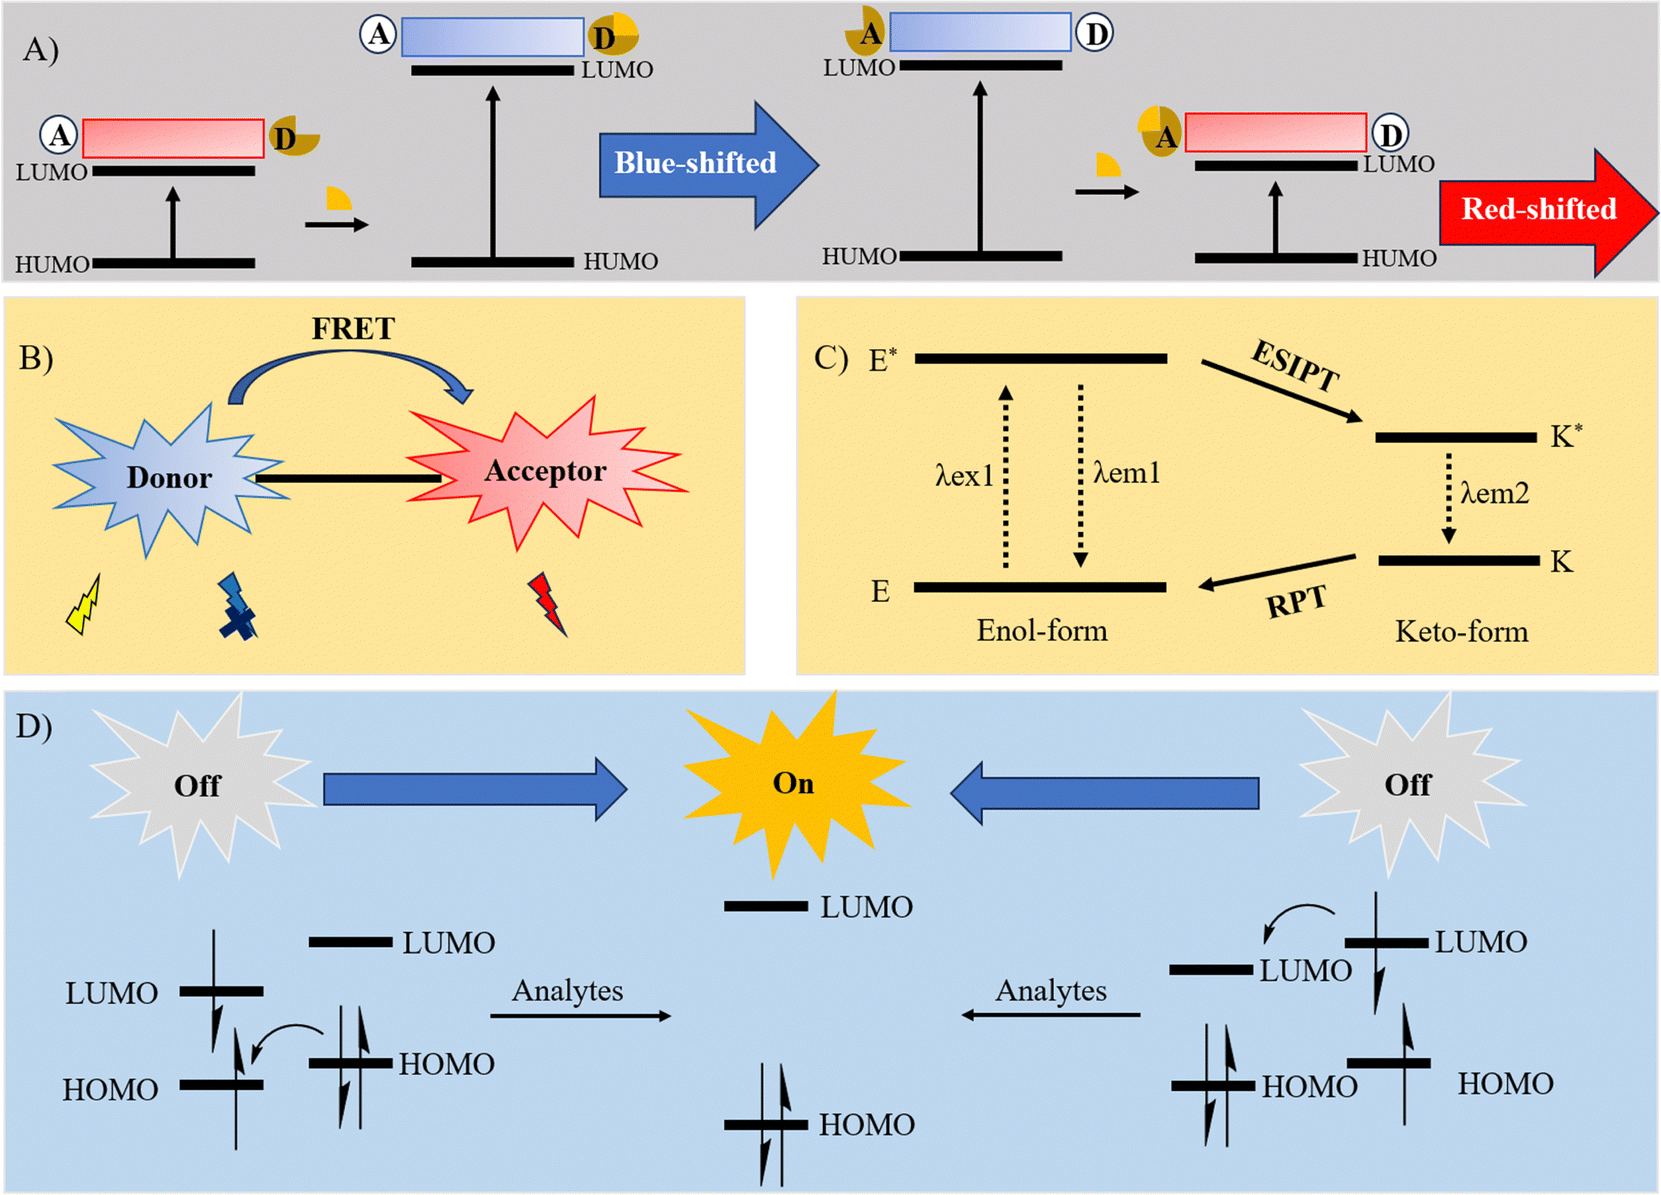 A)
A
D
LUMO
HUMO
A
D
LUMO
HUMO
Blue-shifted
A
D
LUMO
HUMO
A
D
LUMO
HUMO
Red-shifted
B)
FRET
Donor
Acceptor
C)
E*
ESIPT
K*
λex1
λem1
λem2
E
RPT
K
Enol-form
Keto-form
D)
Off
On
Off
LUMO
LUMO
HOMO
HOMO
Analytes
LUMO
HOMO
Analytes
LUMO
LUMO
HOMO
HOMO